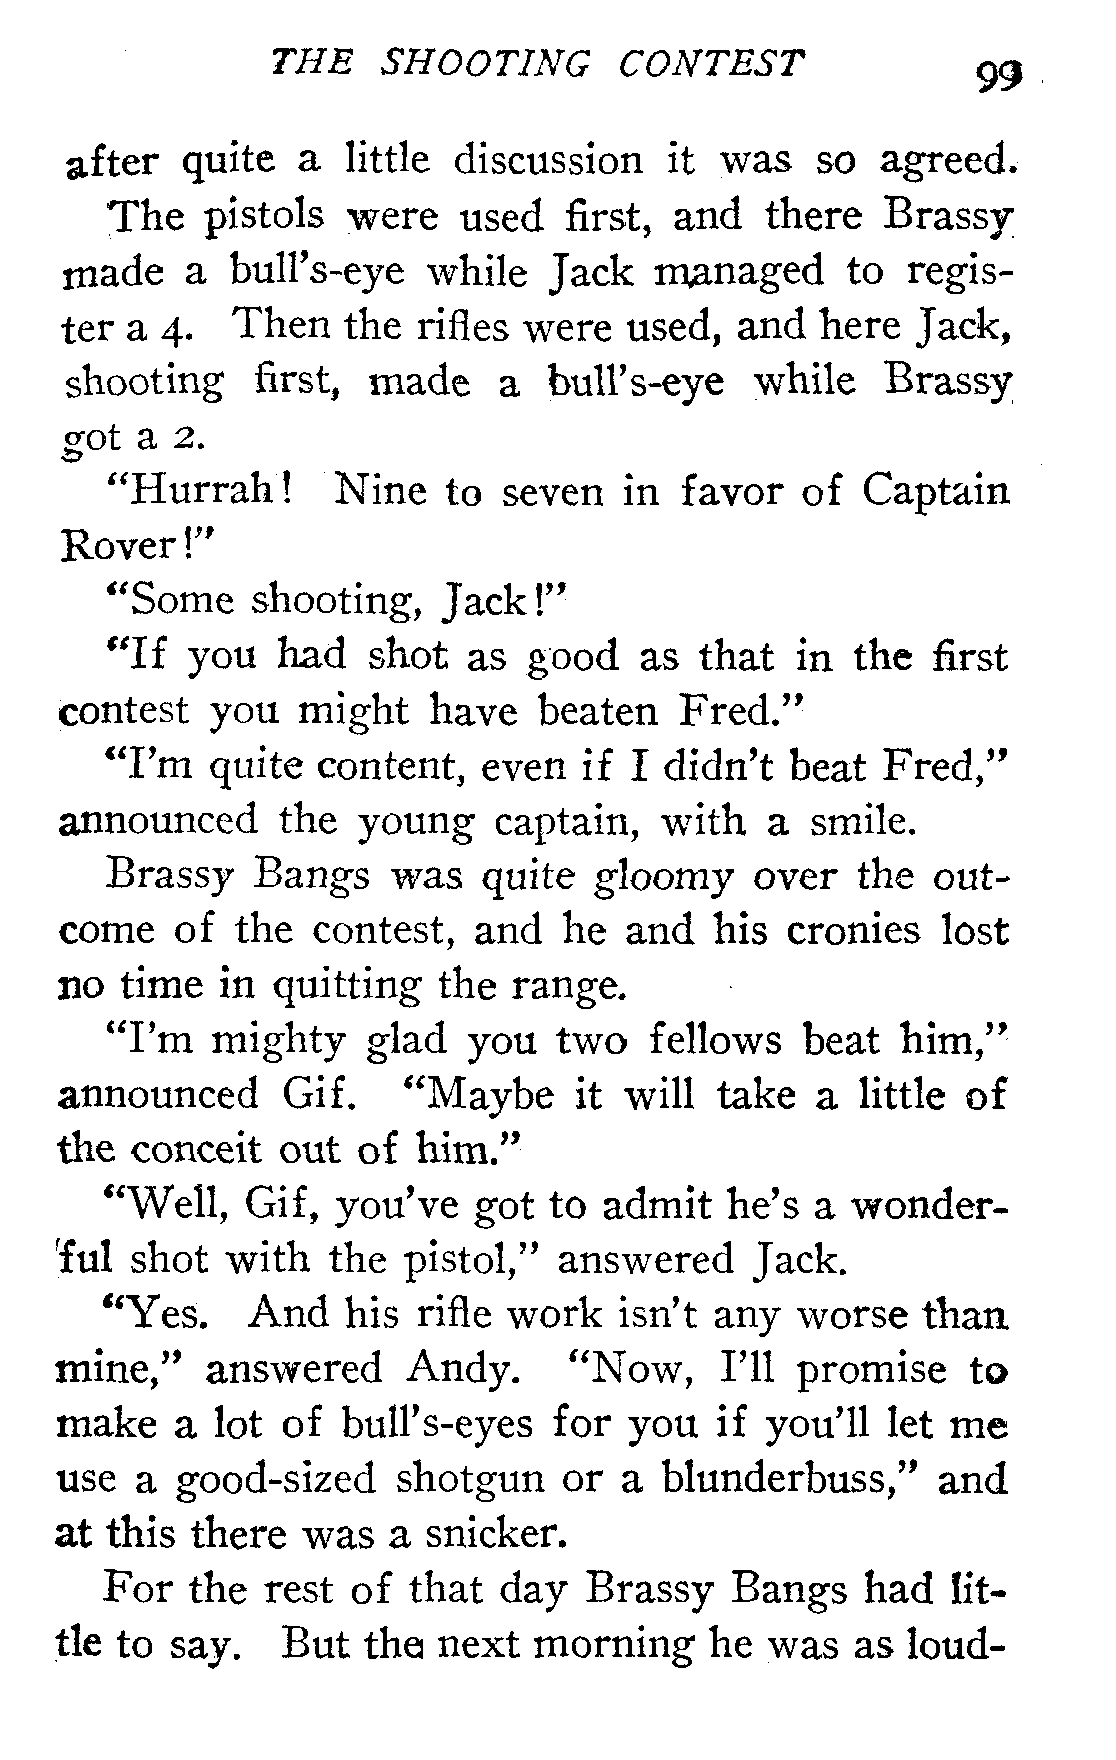 THE SHOOTING CONTEST 99
after quite a little discussion it was so agreed.
The pistols were used first, and there Brassy
made a bull's-eye while Jack managed to regis-
ter a 4. Then the rifles were used, and here Jack,
shooting first, made a bull's-eye while Brassy
got a 2.
"Hurrah! Nine to seven in favor of Captain
Rover!"
"Some shooting, Jack!"
"If you had shot as good as that in the first
contest you might have beaten Fred."
"I'm quite content, even if I didn't beat Fred,"
announced the young captain, with a smile.
Brassy Bangs was quite gloomy over the out-
come of the contest, and he and his cronies lost
no time in quitting the range.
"I'm mighty glad you two fellows beat him,"
announced Gif. "Maybe it will take a little of
the conceit out of him."
"Well, Gif, you've got to admit he's a wonder-
ful shot with the pistol," answered Jack.
"Yes. And his rifle work isn't any worse than
mine," answered Andy. "Now, I'll promise to
make a lot of bull's-eyes for you if you'll let me
use a good-sized shotgun or a blunderbuss," and
at this there was a snicker.
For the rest of that day Brassy Bangs had lit-
tle to say. But the next morning he was as loud-